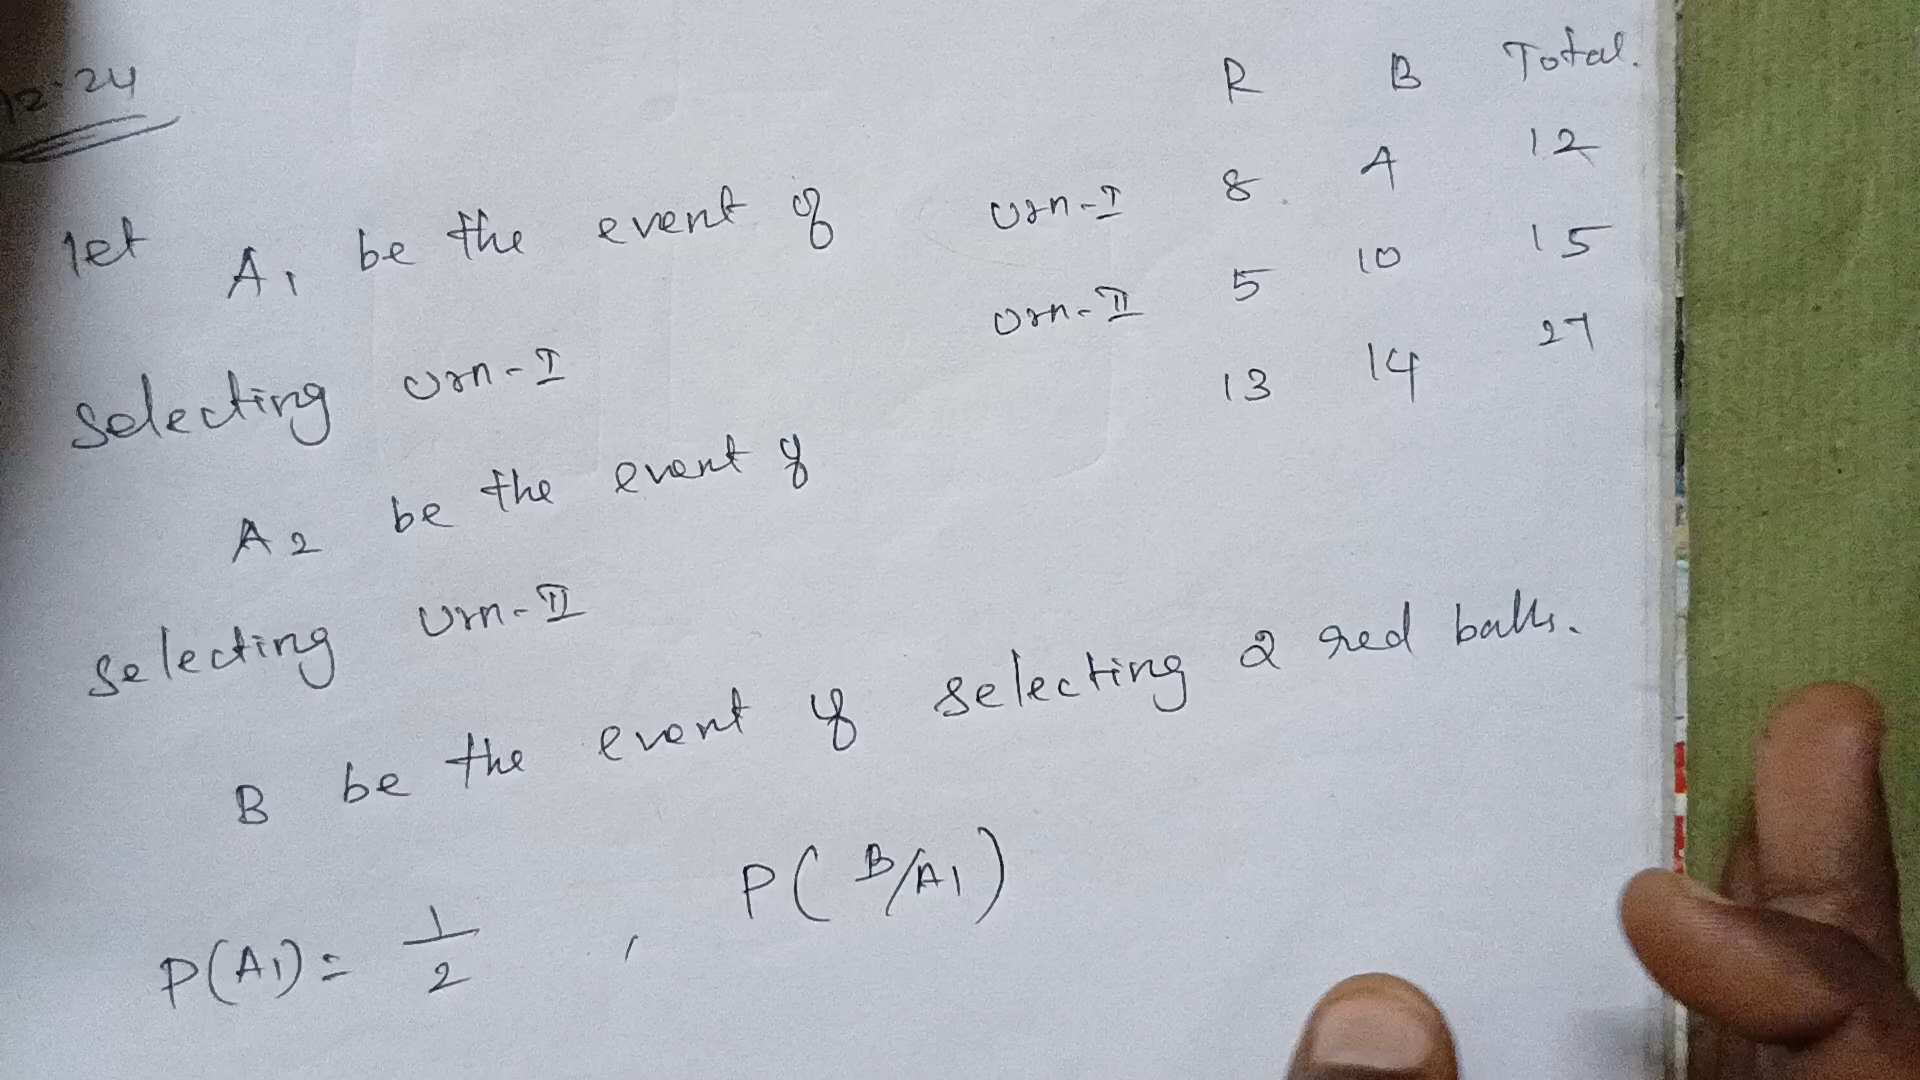 12.24
R B Total.
let A1 be the event of
Urn-I 8 4 12
selecting Urn-I
Urn-II 5 10 15
13 14 27
A2 be the event of
selecting Urn-II
B be the event of selecting 2 red balls.
P(A1) = 1/2 , P(B/A1)